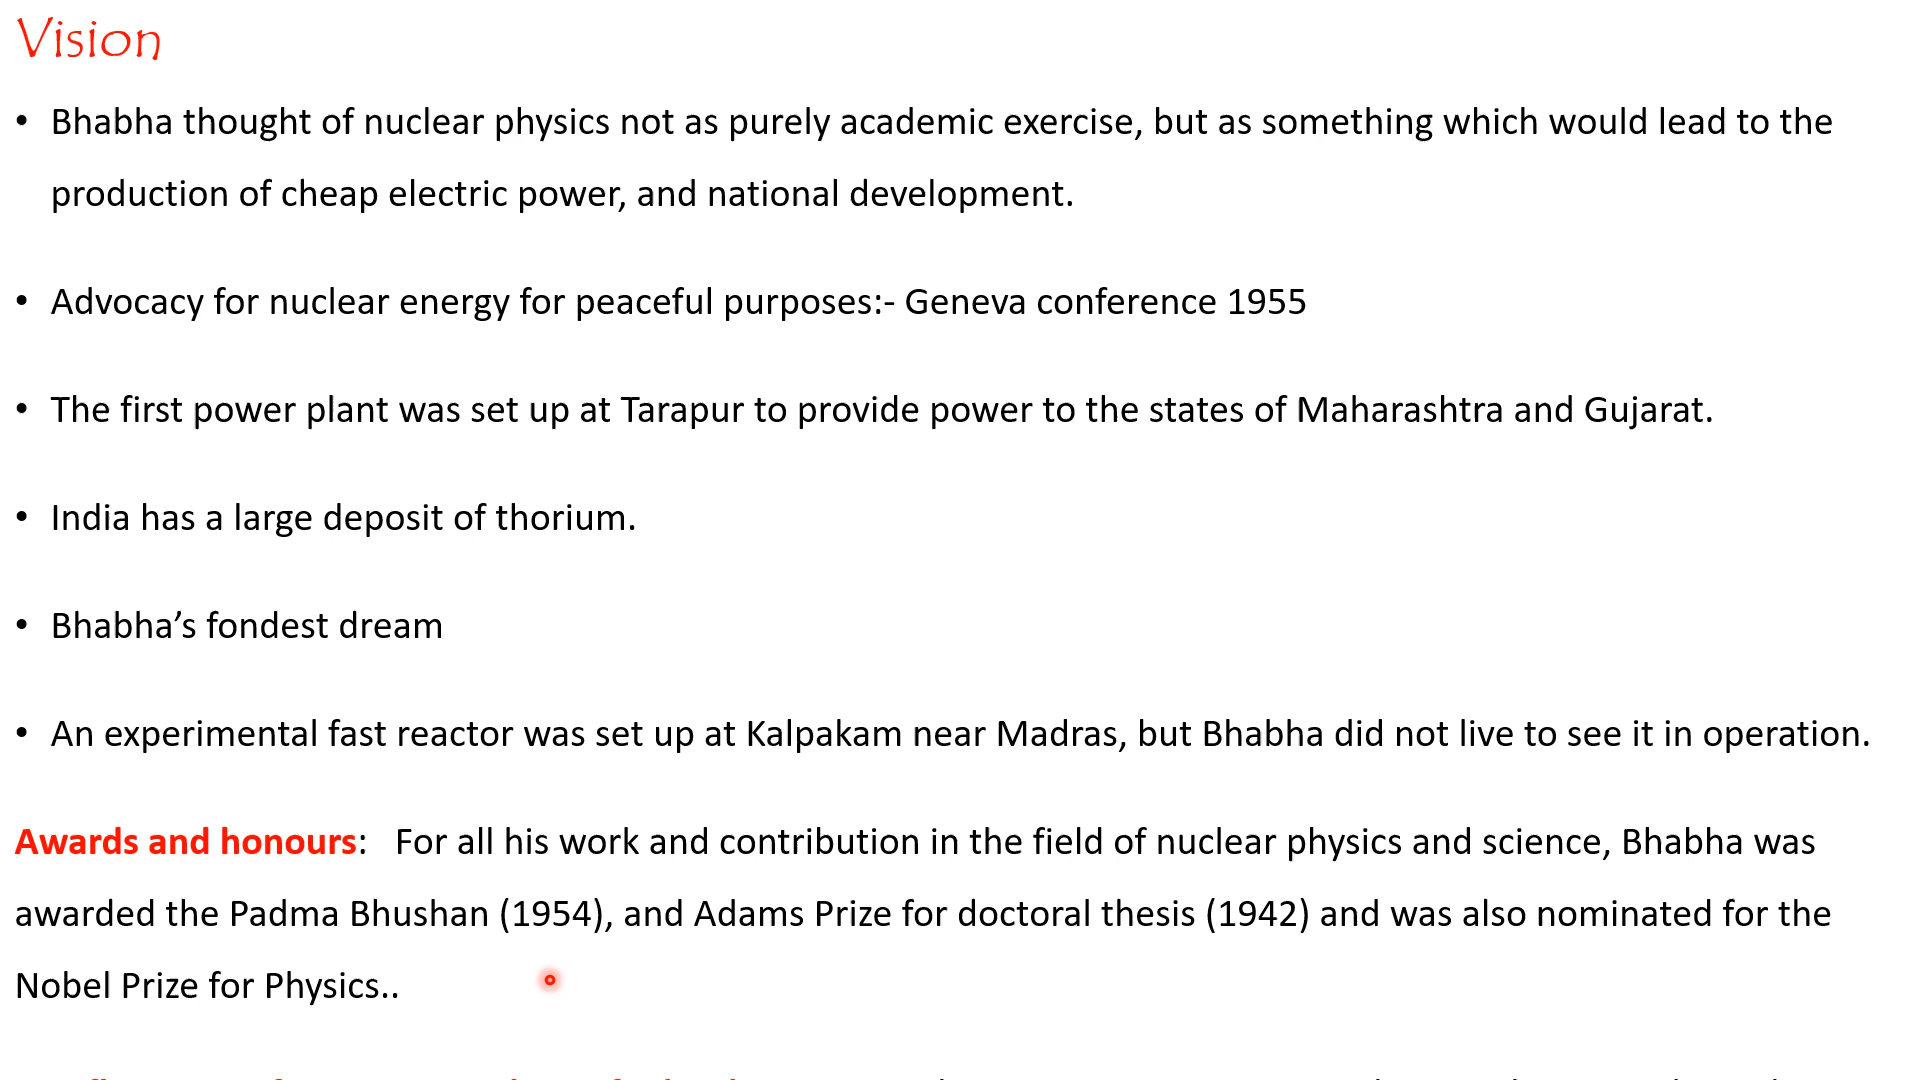 Vision
• Bhabha thought of nuclear physics not as purely academic exercise, but as something which would lead to the
production of cheap electric power, and national development.
• Advocacy for nuclear energy for peaceful purposes:- Geneva conference 1955
• The first power plant was set up at Tarapur to provide power to the states of Maharashtra and Gujarat.
• India has a large deposit of thorium.
• Bhabha’s fondest dream
• An experimental fast reactor was set up at Kalpakam near Madras, but Bhabha did not live to see it in operation.
Awards and honours: For all his work and contribution in the field of nuclear physics and science, Bhabha was
awarded the Padma Bhushan (1954), and Adams Prize for doctoral thesis (1942) and was also nominated for the
Nobel Prize for Physics..